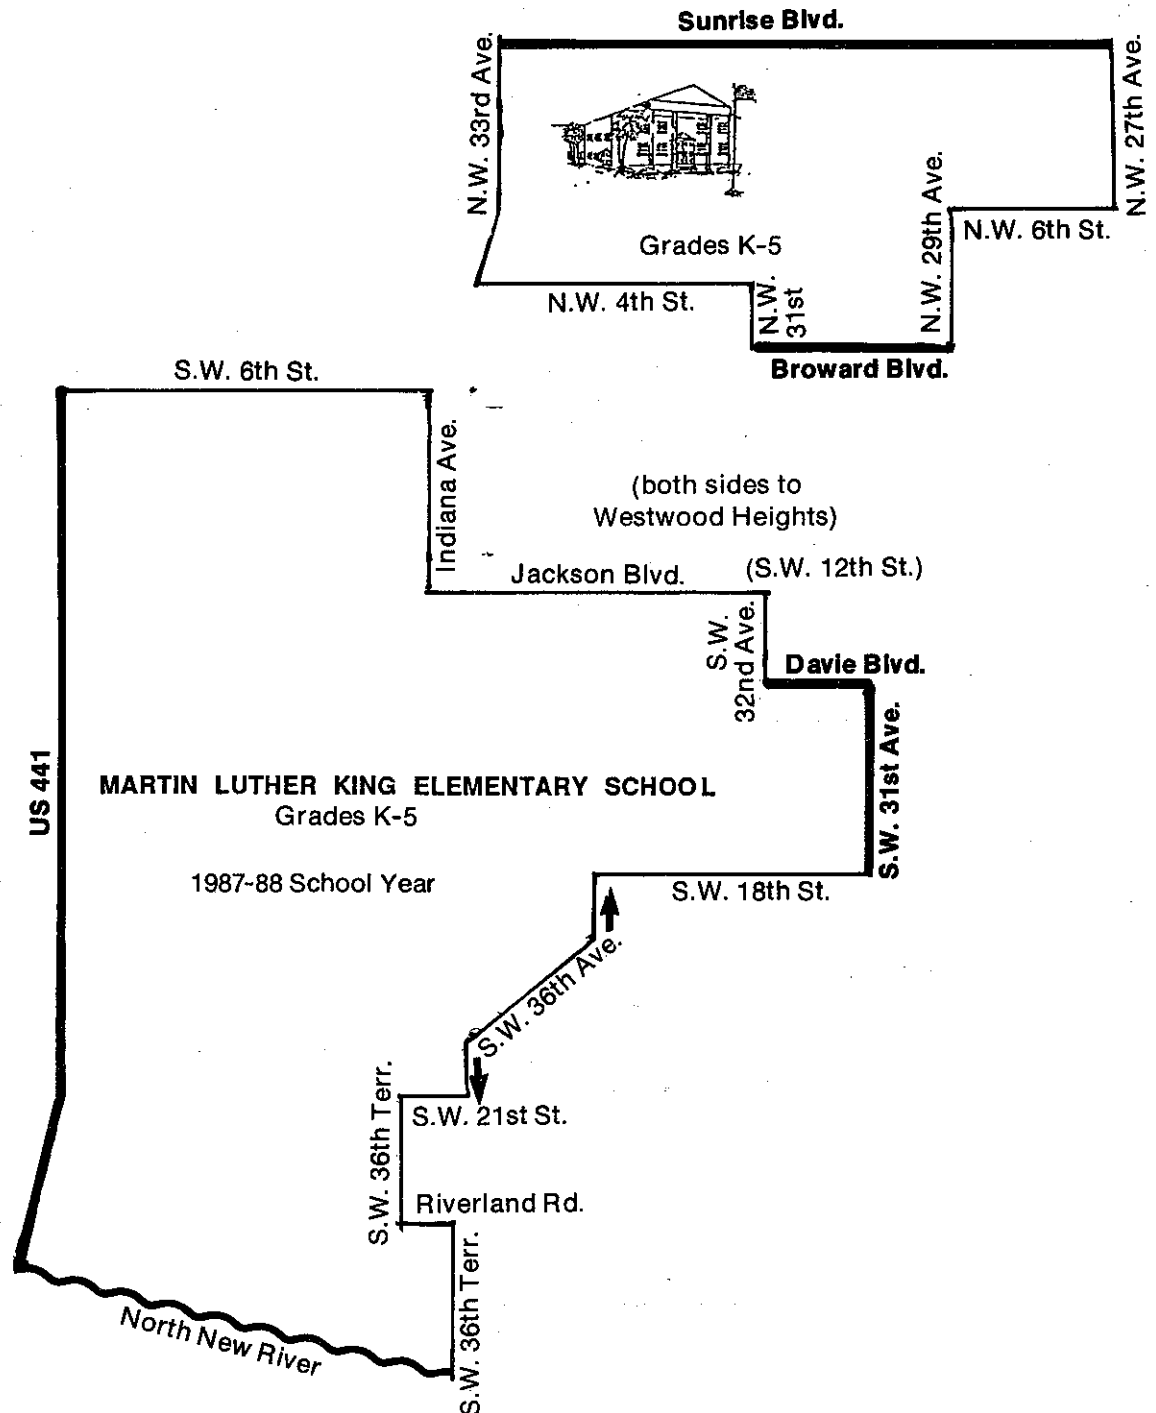 Sunrise Blvd.
N.W. 33rd Ave.
N.W. 27th Ave.
N.W. 29th Ave.
N.W. 6th St.
Grades K-5
N.W. 4th St.
N.W.
31st
Broward Blvd.
S.W. 6th St.
Indiana Ave.
(both sides to
Westwood Heights)
Jackson Blvd.
(S.W. 12th St.)
S.W.
32nd Ave.
Davie Blvd.
S.W. 31st Ave.
US 441
MARTIN LUTHER KING ELEMENTARY SCHOOL
Grades K-5
1987-88 School Year
S.W. 18th St.
S.W. 36th Ave.
S.W. 36th Terr.
S.W. 21st St.
Riverland Rd.
S.W. 36th Terr.
North New River